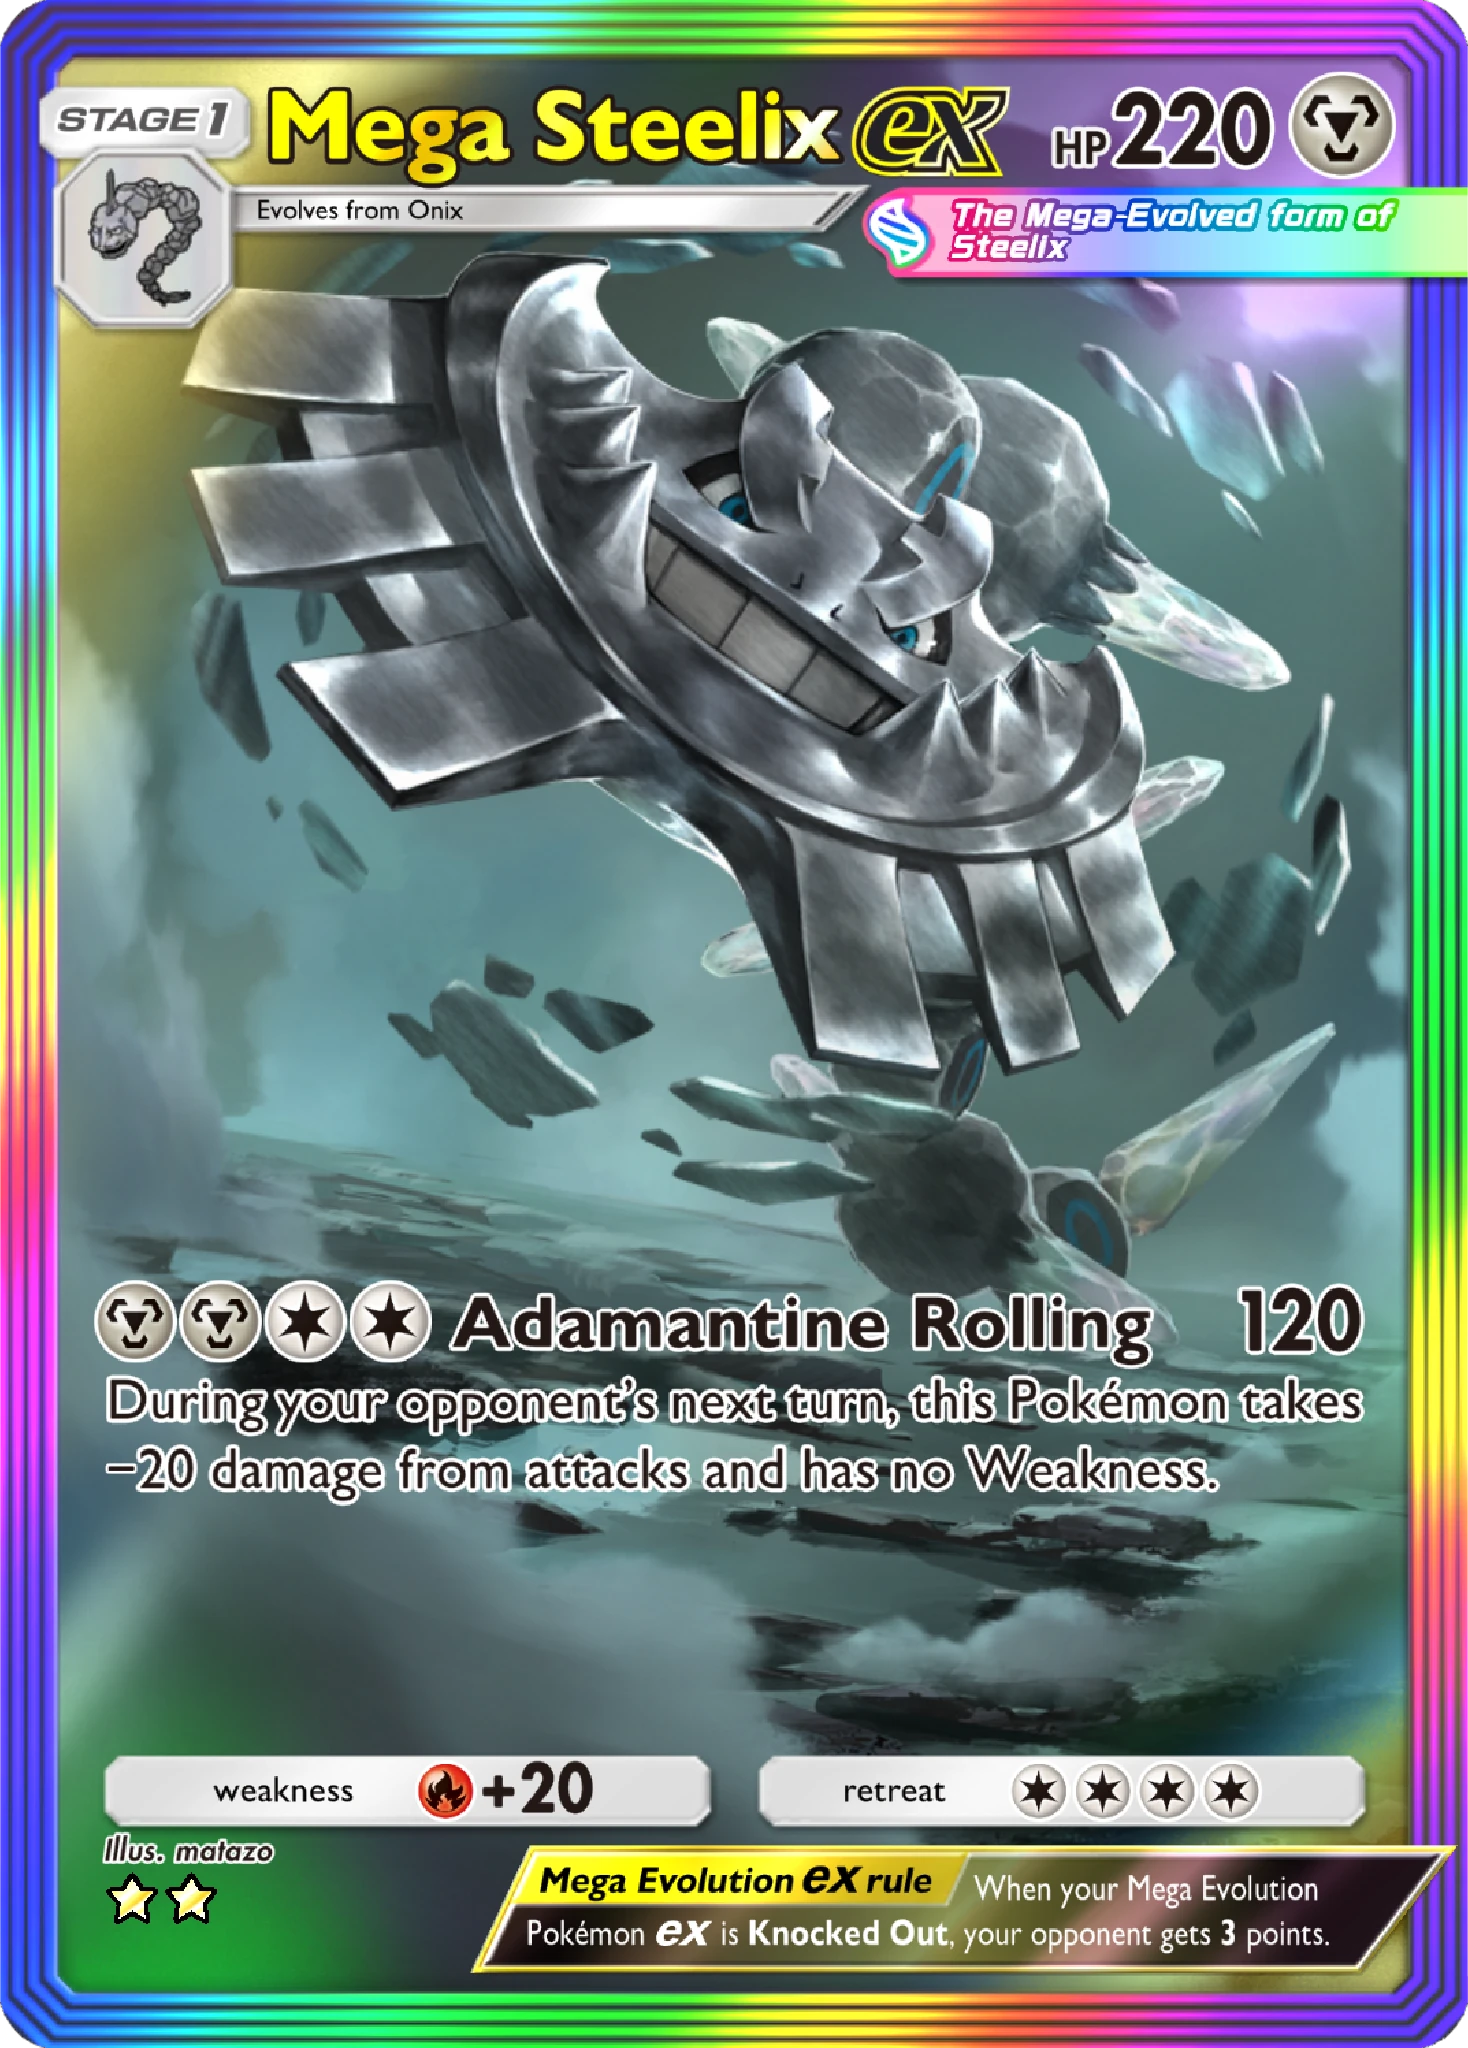 STAGE 1
Mega Steelix ex
HP 220
Evolves from Onix
The Mega-Evolved form of
Steelix
Adamantine Rolling 120
During your opponent's next turn, this Pokémon takes
−20 damage from attacks and has no Weakness.
weakness +20
retreat
Illus. matazo
Mega Evolution ex rule When your Mega Evolution
Pokémon ex is Knocked Out, your opponent gets 3 points.